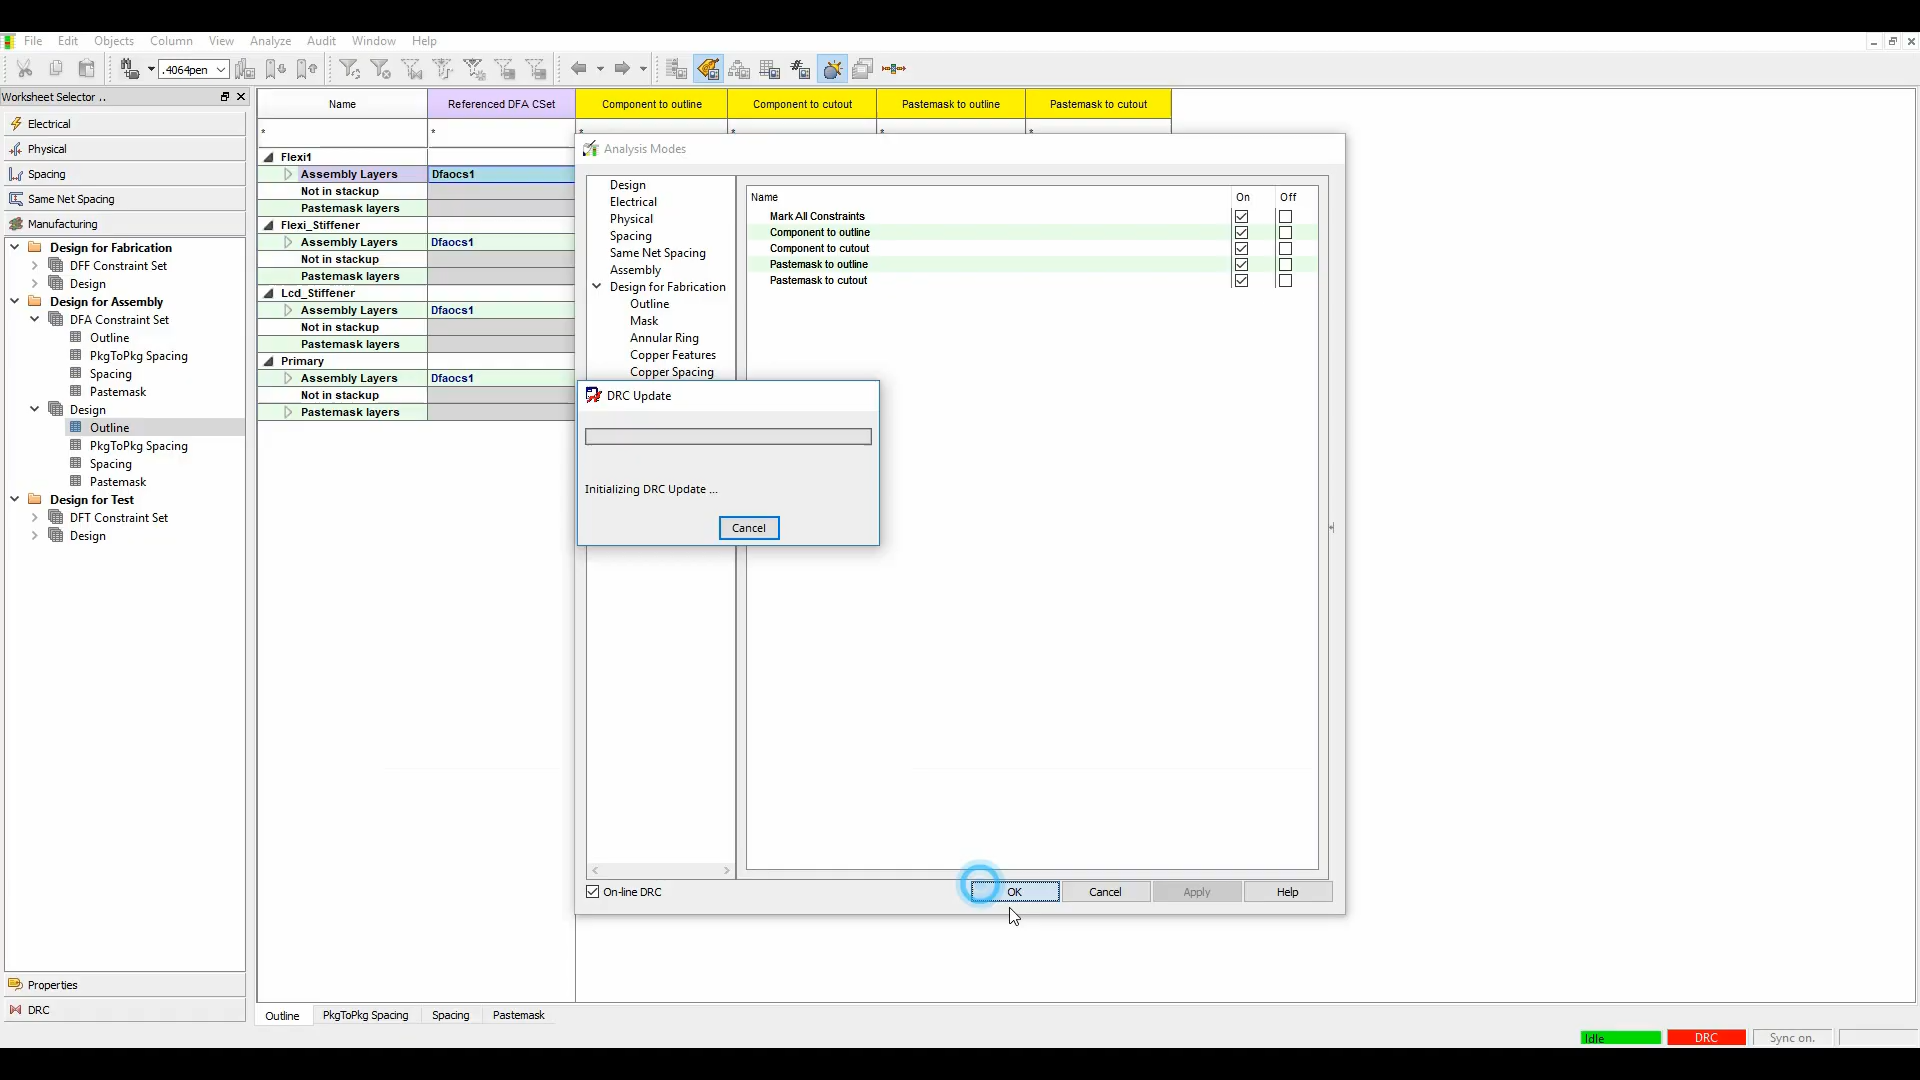 File Edit Objects Column View Analyze Audit Window Help
.4064pen
Worksheet Selector ..
Electrical
Physical
Spacing
Same Net Spacing
Manufacturing
Design for Fabrication
DFF Constraint Set
Design
Design for Assembly
DFA Constraint Set
Outline
PkgToPkg Spacing
Spacing
Pastemask
Design
Outline
PkgToPkg Spacing
Spacing
Pastemask
Design for Test
DFT Constraint Set
Design
Properties
DRC
Name Referenced DFA CSet Component to outline Component to cutout Pastemask to outline Pastemask to cutout
* * * * * *
Flexi1
Assembly Layers Dfaocs1
Not in stackup
Pastemask layers
Flexi_Stiffener
Assembly Layers Dfaocs1
Not in stackup
Pastemask layers
Lcd_Stiffener
Assembly Layers Dfaocs1
Not in stackup
Pastemask layers
Primary
Assembly Layers Dfaocs1
Not in stackup
Pastemask layers
Analysis Modes
Design
Electrical
Physical
Spacing
Same Net Spacing
Assembly
Design for Fabrication
Outline
Mask
Annular Ring
Copper Features
Copper Spacing
Name On Off
Mark All Constraints
Component to outline
Component to cutout
Pastemask to outline
Pastemask to cutout
DRC Update
Initializing DRC Update ...
Cancel
On-line DRC
OK Cancel Apply Help
Outline PkgToPkg Spacing Spacing Pastemask
Idle DRC Sync on.